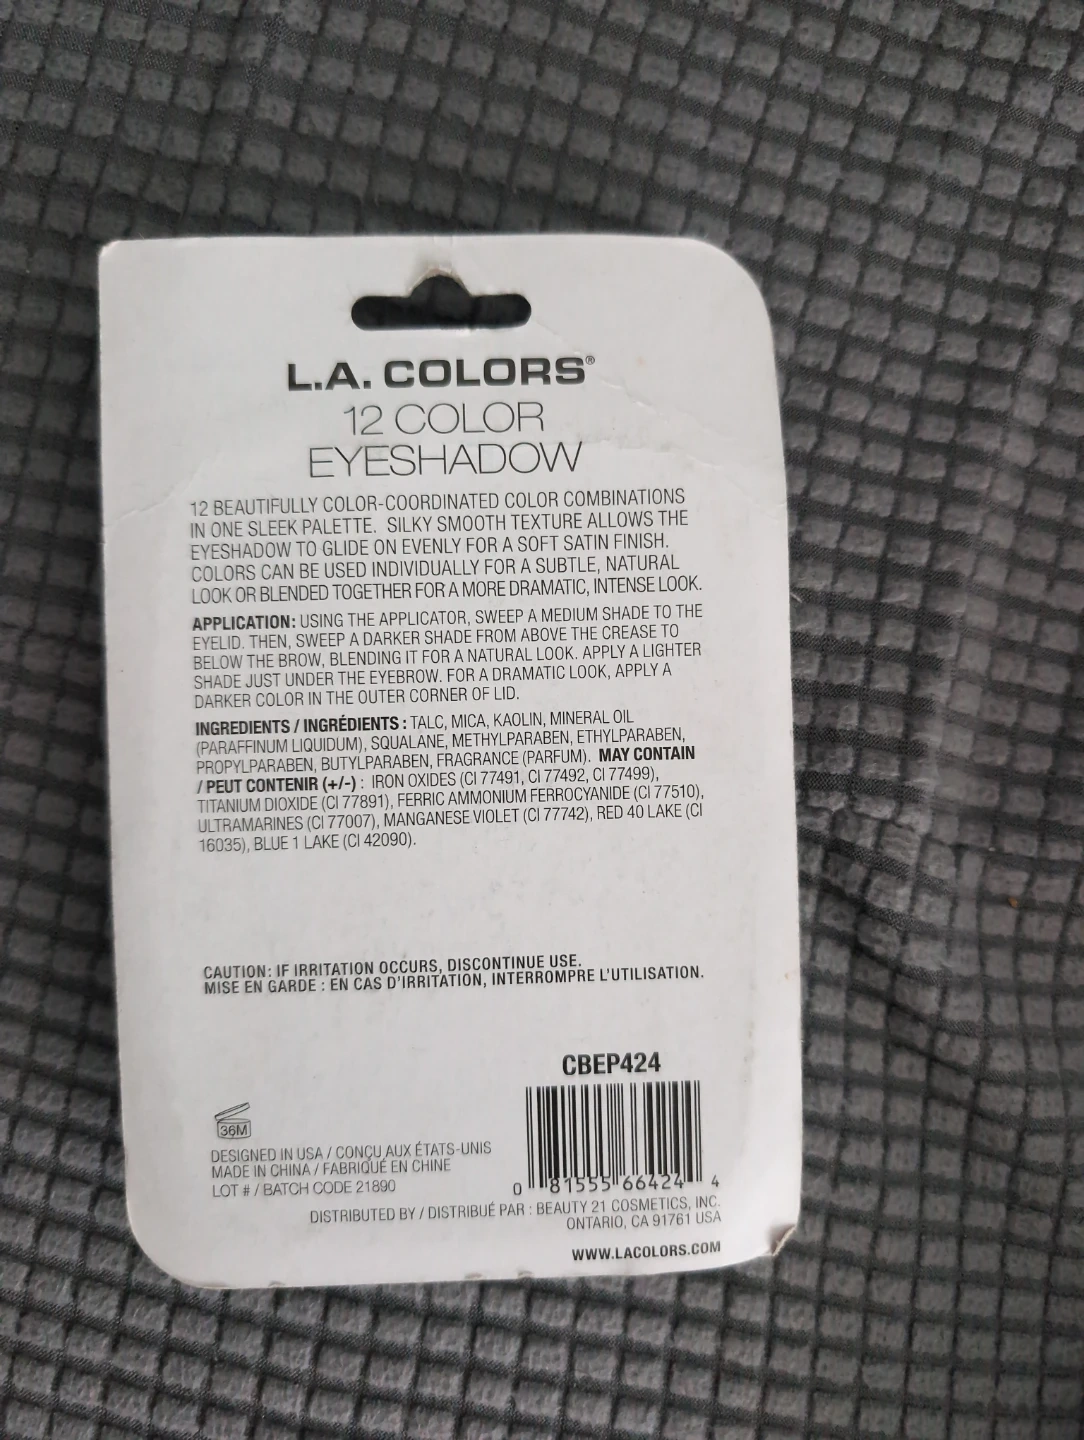 L.A. COLORS®
12 COLOR
EYESHADOW
12 BEAUTIFULLY COLOR-COORDINATED COLOR COMBINATIONS
IN ONE SLEEK PALETTE. SILKY SMOOTH TEXTURE ALLOWS THE
EYESHADOW TO GLIDE ON EVENLY FOR A SOFT SATIN FINISH.
COLORS CAN BE USED INDIVIDUALLY FOR A SUBTLE, NATURAL
LOOK OR BLENDED TOGETHER FOR A MORE DRAMATIC, INTENSE LOOK.
APPLICATION: USING THE APPLICATOR, SWEEP A MEDIUM SHADE TO THE
EYELID. THEN, SWEEP A DARKER SHADE FROM ABOVE THE CREASE TO
BELOW THE BROW, BLENDING IT FOR A NATURAL LOOK. APPLY A LIGHTER
SHADE JUST UNDER THE EYEBROW. FOR A DRAMATIC LOOK, APPLY A
DARKER COLOR IN THE OUTER CORNER OF LID.
INGREDIENTS / INGRÉDIENTS : TALC, MICA, KAOLIN, MINERAL OIL
(PARAFFINUM LIQUIDUM), SQUALANE, METHYLPARABEN, ETHYLPARABEN,
PROPYLPARABEN, BUTYLPARABEN, FRAGRANCE (PARFUM). MAY CONTAIN
/ PEUT CONTENIR (+/-) : IRON OXIDES (CI 77491, CI 77492, CI 77499),
TITANIUM DIOXIDE (CI 77891), FERRIC AMMONIUM FERROCYANIDE (CI 77510),
ULTRAMARINES (CI 77007), MANGANESE VIOLET (CI 77742), RED 40 LAKE (CI
16035), BLUE 1 LAKE (CI 42090).
CAUTION: IF IRRITATION OCCURS, DISCONTINUE USE.
MISE EN GARDE : EN CAS D'IRRITATION, INTERROMPRE L'UTILISATION.
CBEP424
36M
DESIGNED IN USA / CONÇU AUX ÉTATS-UNIS
MADE IN CHINA / FABRIQUÉ EN CHINE
LOT # / BATCH CODE 21890
0 81555 66424 4
DISTRIBUTED BY / DISTRIBUÉ PAR : BEAUTY 21 COSMETICS, INC.
ONTARIO, CA 91761 USA
WWW.LACOLORS.COM